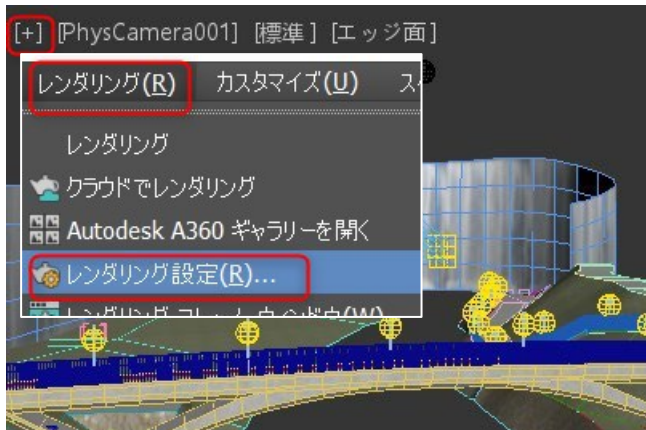 [+] [PhysCamera001] [標準] [エッジ面]
レンダリング(R) カスタマイズ(U) ス
レンダリング
クラウドでレンダリング
Autodesk A360 ギャラリーを開く
レンダリング設定(R)...